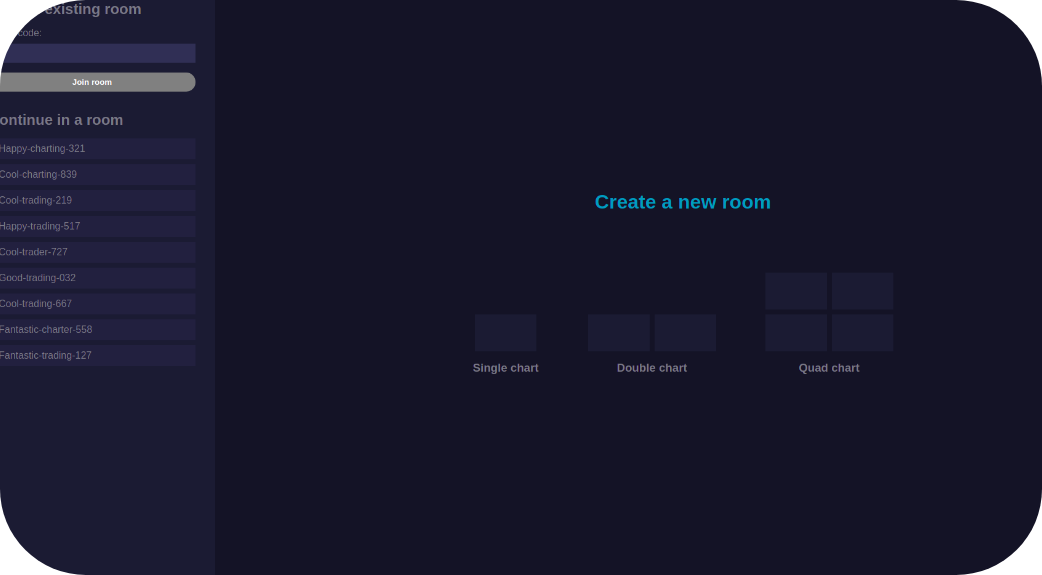 existing room
code:
Join room
ontinue in a room
Happy-charting-321
Cool-charting-839
Cool-trading-219
Happy-trading-517
Cool-trader-727
Good-trading-032
Cool-trading-667
Fantastic-charter-558
Fantastic-trading-127
Create a new room
Single chart
Double chart
Quad chart